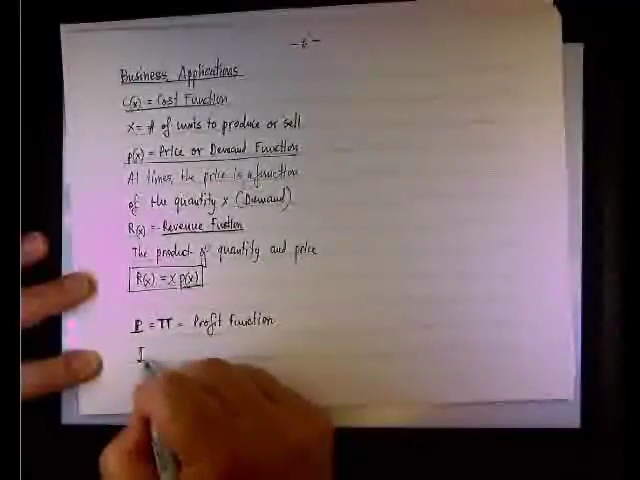 -6-
Business Applications
C(x) = Cost Function
x = # of units to produce or sell
p(x) = Price or Demand Function
At times, the price is a function
of the quantity x (Demand)
R(x) = Revenue Function
The product of quantity and price
R(x) = x p(x)
P = π = Profit Function
I